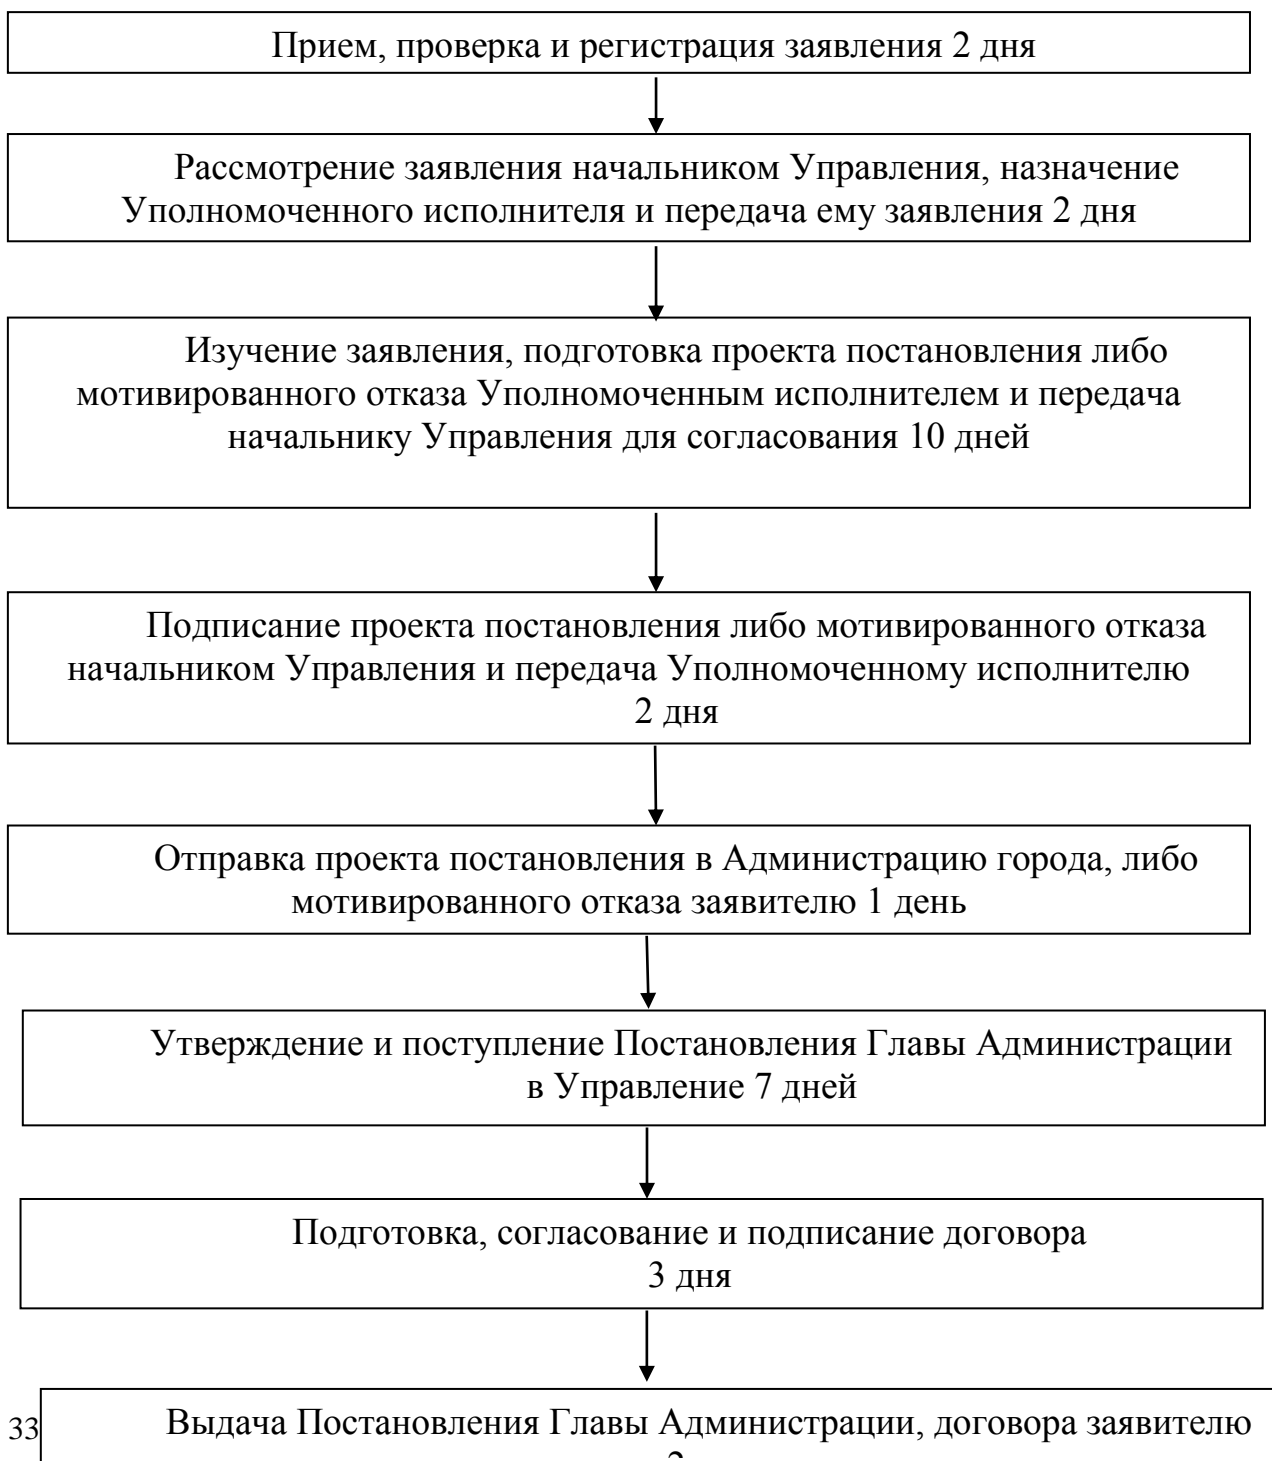 Прием, проверка и регистрация заявления 2 дня
Рассмотрение заявления начальником Управления, назначение
Уполномоченного исполнителя и передача ему заявления 2 дня
Изучение заявления, подготовка проекта постановления либо
мотивированного отказа Уполномоченным исполнителем и передача
начальнику Управления для согласования 10 дней
Подписание проекта постановления либо мотивированного отказа
начальником Управления и передача Уполномоченному исполнителю
2 дня
Отправка проекта постановления в Администрацию города, либо
мотивированного отказа заявителю 1 день
Утверждение и поступление Постановления Главы Администрации
в Управление 7 дней
Подготовка, согласование и подписание договора
3 дня
Выдача Постановления Главы Администрации, договора заявителю
33